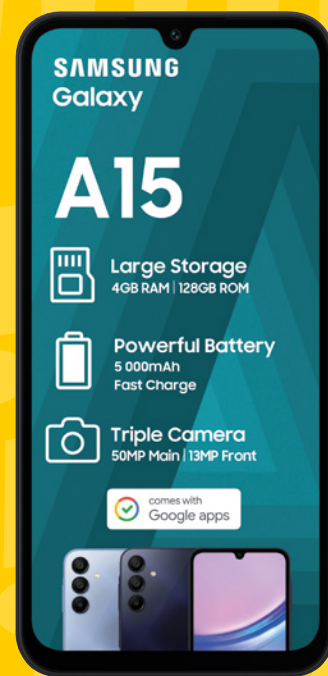 SAMSUNG
Galaxy
A15
Large Storage
4GB RAM | 128GB ROM
Powerful Battery
5 000mAh
Fast Charge
Triple Camera
50MP Main | 13MP Front
comes with
Google apps